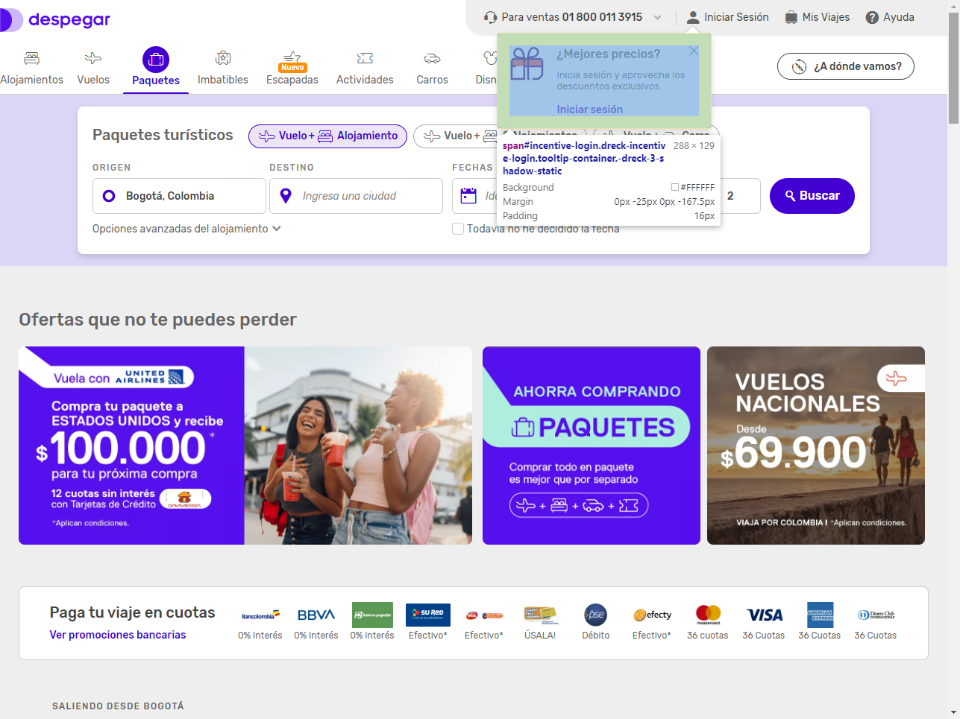 despegar
Para ventas 01 800 011 3915
Iniciar Sesión
Mis Viajes
Ayuda
Alojamientos
Vuelos
Paquetes
Imbatibles
Nuevo
Escapadas
Actividades
Carros
Disn
¿A dónde vamos?
¿Mejores precios?
Inicia sesión y aprovecha los
descuentos exclusivos.
Iniciar sesión
Paquetes turísticos
Vuelo + Alojamiento
Vuelo +
2 Alojamientos
Vuelo + Carro
span#incentive-login.dreck-incentiv
e-login.tooltip-container.-dreck-3-s
hadow-static
288 × 129
Background #FFFFFF
Margin 0px -25px 0px -167.5px
Padding 16px
ORIGEN
DESTINO
FECHAS
Bogotá, Colombia
Ingresa una ciudad
Ida
2
Buscar
Opciones avanzadas del alojamiento
Todavía no he decidido la fecha
Ofertas que no te puedes perder
Vuela con UNITED AIRLINES
Compra tu paquete a
ESTADOS UNIDOS y recibe
$100.000*
para tu próxima compra
12 cuotas sin interés
con Tarjetas de Crédito
DAVIVIENDA
*Aplican condiciones.
AHORA COMPRANDO
PAQUETES
Comprar todo en paquete
es mejor que por separado
+ + +
VUELOS
NACIONALES
Desde
$69.900*
VIAJA POR COLOMBIA I *Aplican condiciones.
Paga tu viaje en cuotas
Ver promociones bancarias
Bancolombia
0% Interés
BBVA
0% Interés
banco popular
0% interés
su Red
Efectivo*
Efectivo*
ÚSALA!
pse
Débito
efecty
Efectivo*
mastercard
36 cuotas
VISA
36 Cuotas
AMERICAN EXPRESS
36 Cuotas
Diners Club
INTERNATIONAL
36 Cuotas
SALIENDO DESDE BOGOTÁ